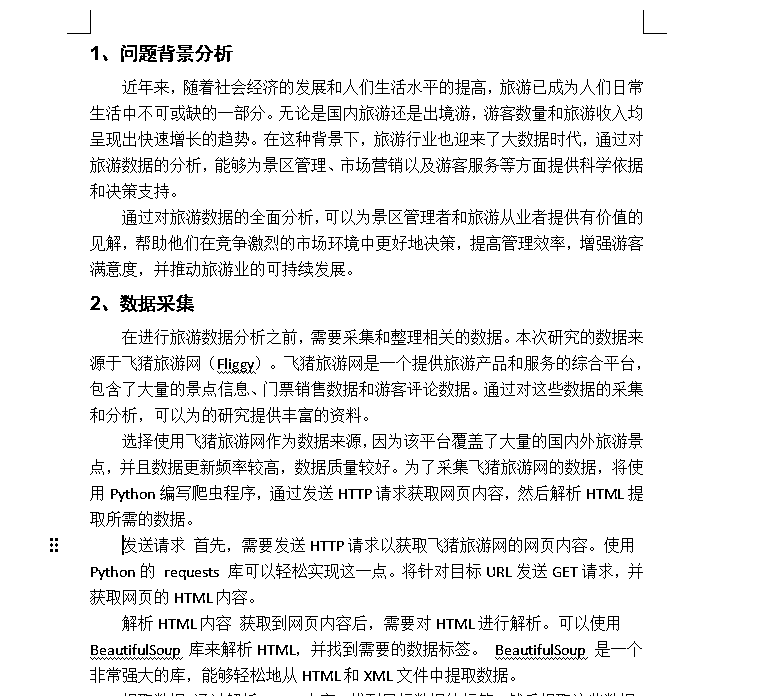 1、问题背景分析
近年来，随着社会经济的发展和人们生活水平的提高，旅游已成为人们日常
生活中不可或缺的一部分。无论是国内旅游还是出境游，游客数量和旅游收入均
呈现出快速增长的趋势。在这种背景下，旅游行业也迎来了大数据时代，通过对
旅游数据的分析，能够为景区管理、市场营销以及游客服务等方面提供科学依据
和决策支持。
通过对旅游数据的全面分析，可以为景区管理者和旅游从业者提供有价值的
见解，帮助他们在竞争激烈的市场环境中更好地决策，提高管理效率，增强游客
满意度，并推动旅游业的可持续发展。
2、数据采集
在进行旅游数据分析之前，需要采集和整理相关的数据。本次研究的数据来
源于飞猪旅游网（Fliggy）。飞猪旅游网是一个提供旅游产品和服务的综合平台，
包含了大量的景点信息、门票销售数据和游客评论数据。通过对这些数据的采集
和分析，可以为的研究提供丰富的资料。
选择使用飞猪旅游网作为数据来源，因为该平台覆盖了大量的国内外旅游景
点，并且数据更新频率较高，数据质量较好。为了采集飞猪旅游网的数据，将使
用 Python 编写爬虫程序，通过发送 HTTP 请求获取网页内容，然后解析 HTML 提
取所需的数据。
发送请求 首先，需要发送 HTTP 请求以获取飞猪旅游网的网页内容。使用
Python 的 requests 库可以轻松实现这一点。将针对目标 URL 发送 GET 请求，并
获取网页的 HTML 内容。
解析 HTML 内容 获取到网页内容后，需要对 HTML 进行解析。可以使用
BeautifulSoup 库来解析 HTML，并找到需要的数据标签。 BeautifulSoup 是一个
非常强大的库，能够轻松地从 HTML 和 XML 文件中提取数据。